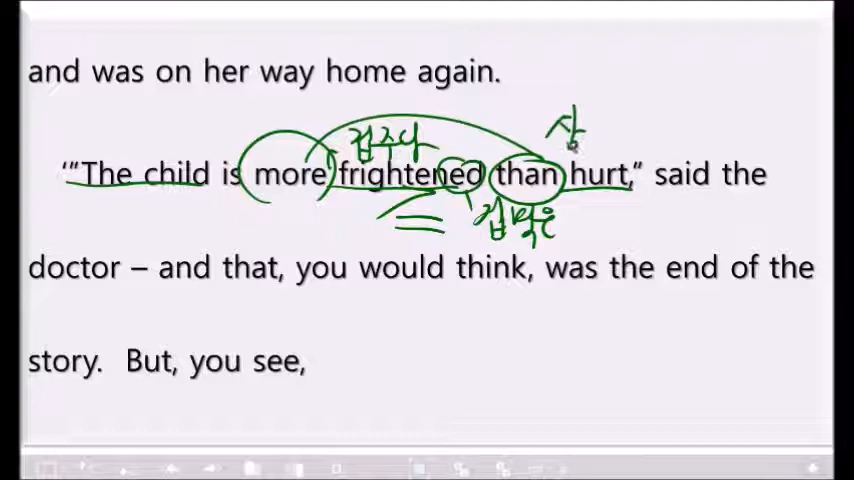 and was on her way home again.
상
겁주다
‘“The child is more frightened than hurt,” said the
겁먹은
doctor – and that, you would think, was the end of the
story. But, you see,